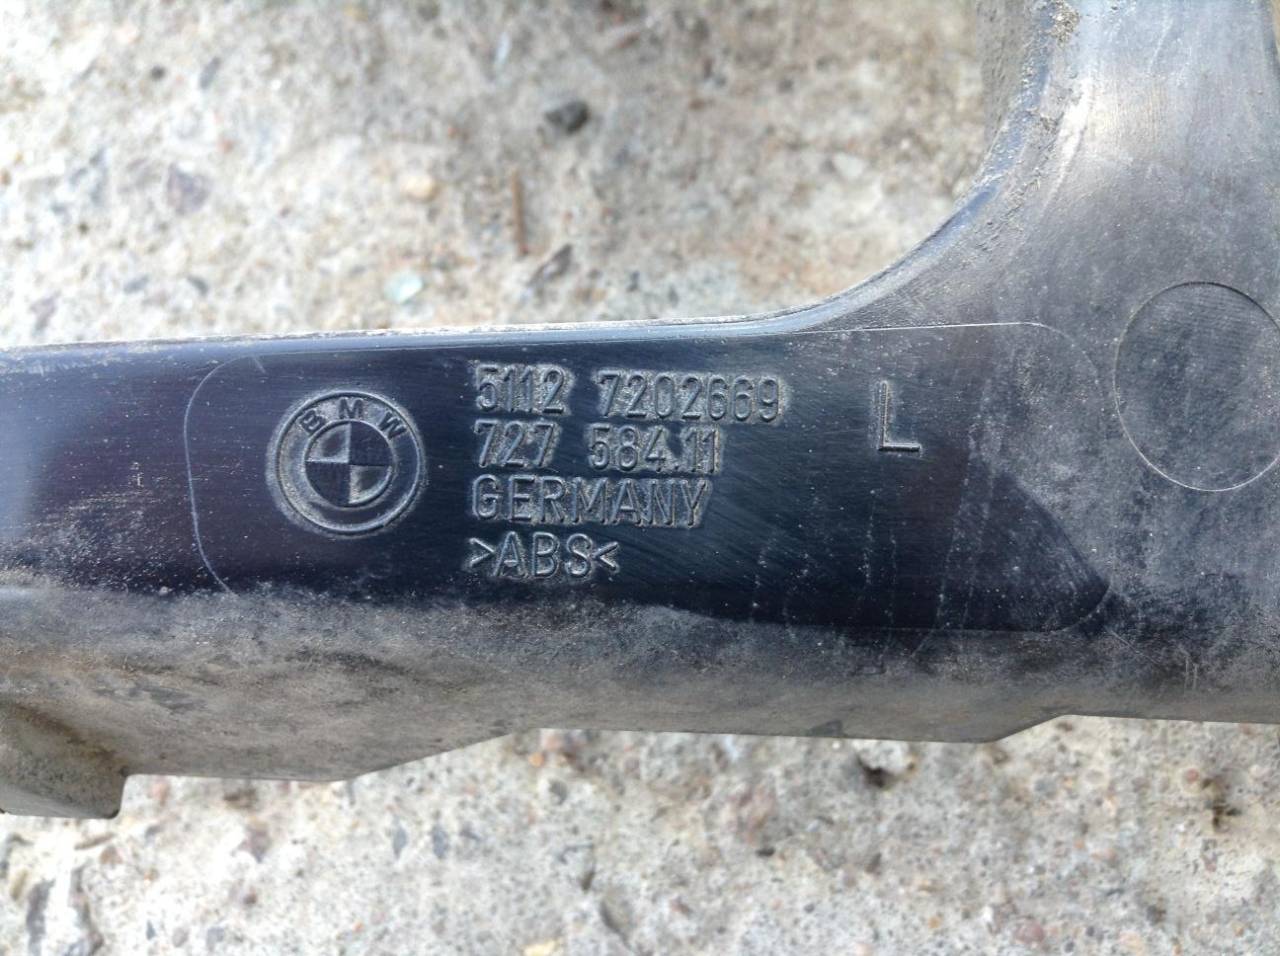 BMW
5112 7202669
727 584.11
GERMANY
>ABS<
L